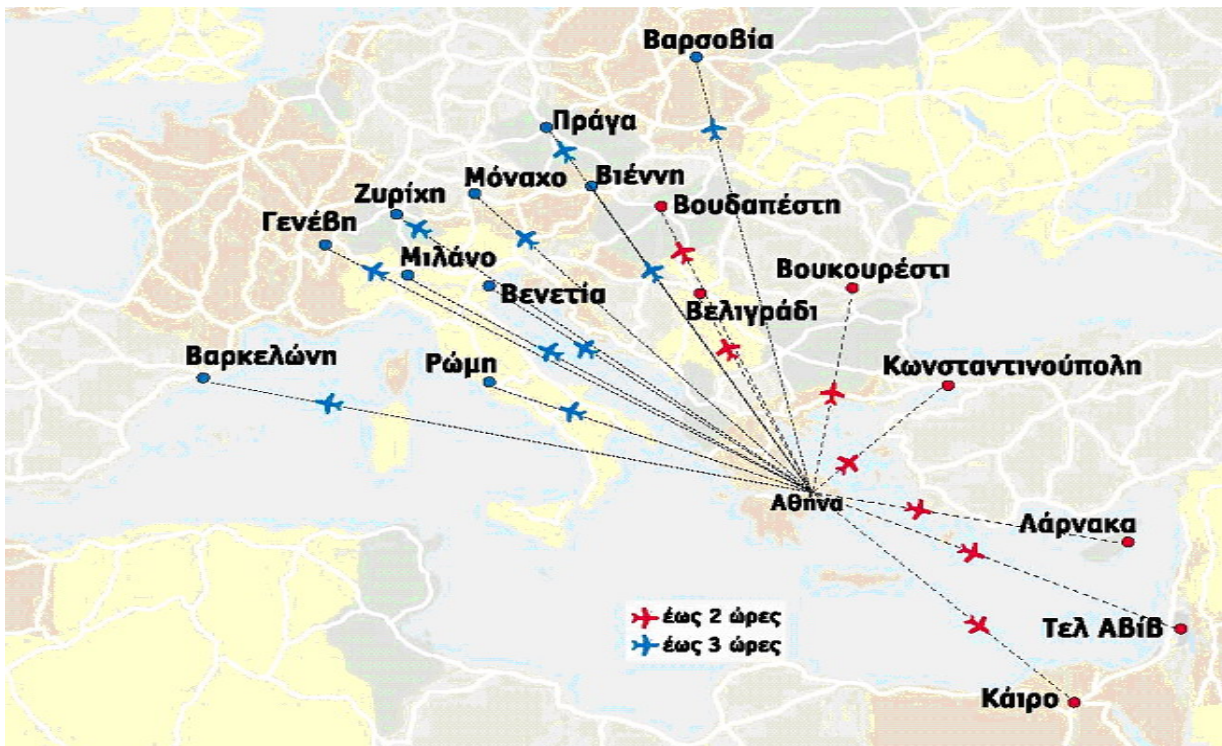 Βαρσοβία
Πράγα
Μόναχο
Βιέννη
Ζυρίχη
Βουδαπέστη
Γενέβη
Μιλάνο
Βουκουρέστι
Βενετία
Βελιγράδι
Βαρκελώνη
Ρώμη
Κωνσταντινούπολη
Αθήνα
Λάρνακα
έως 2 ώρες
έως 3 ώρες
Τελ Αβίβ
Κάιρο